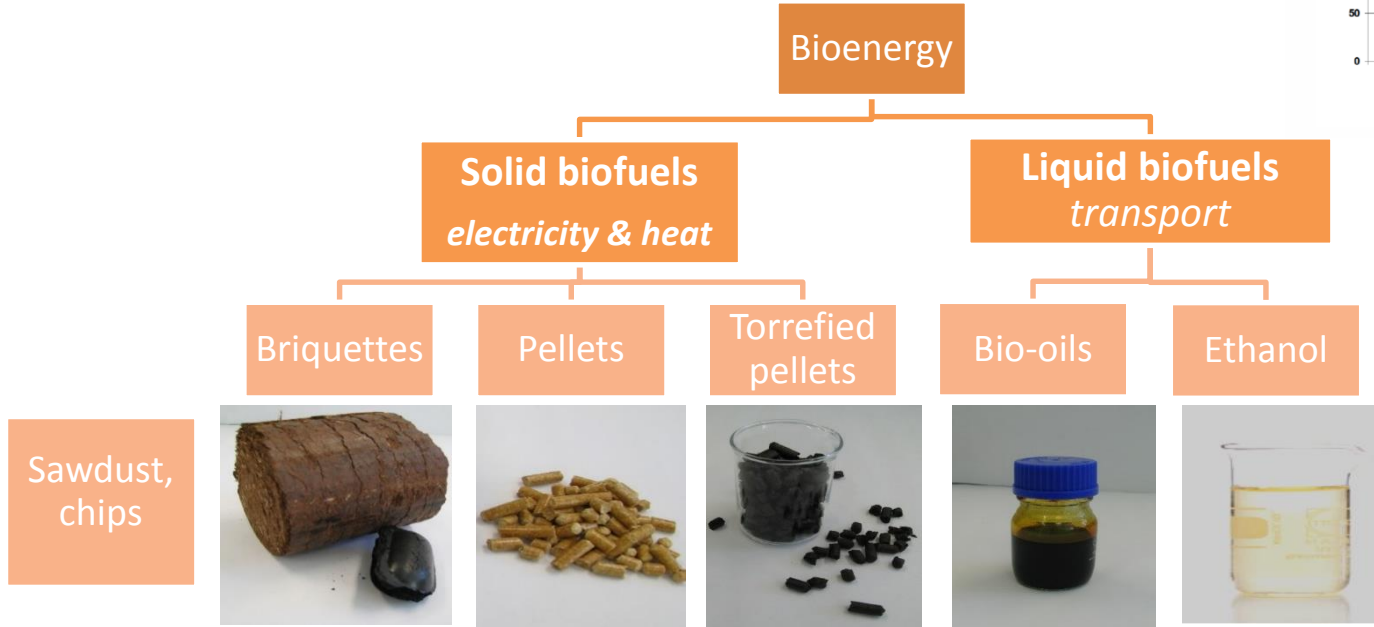 50
0
Bioenergy
Solid biofuels
electricity & heat
Liquid biofuels
transport
Briquettes
Pellets
Torrefied
pellets
Bio-oils
Ethanol
Sawdust,
chips